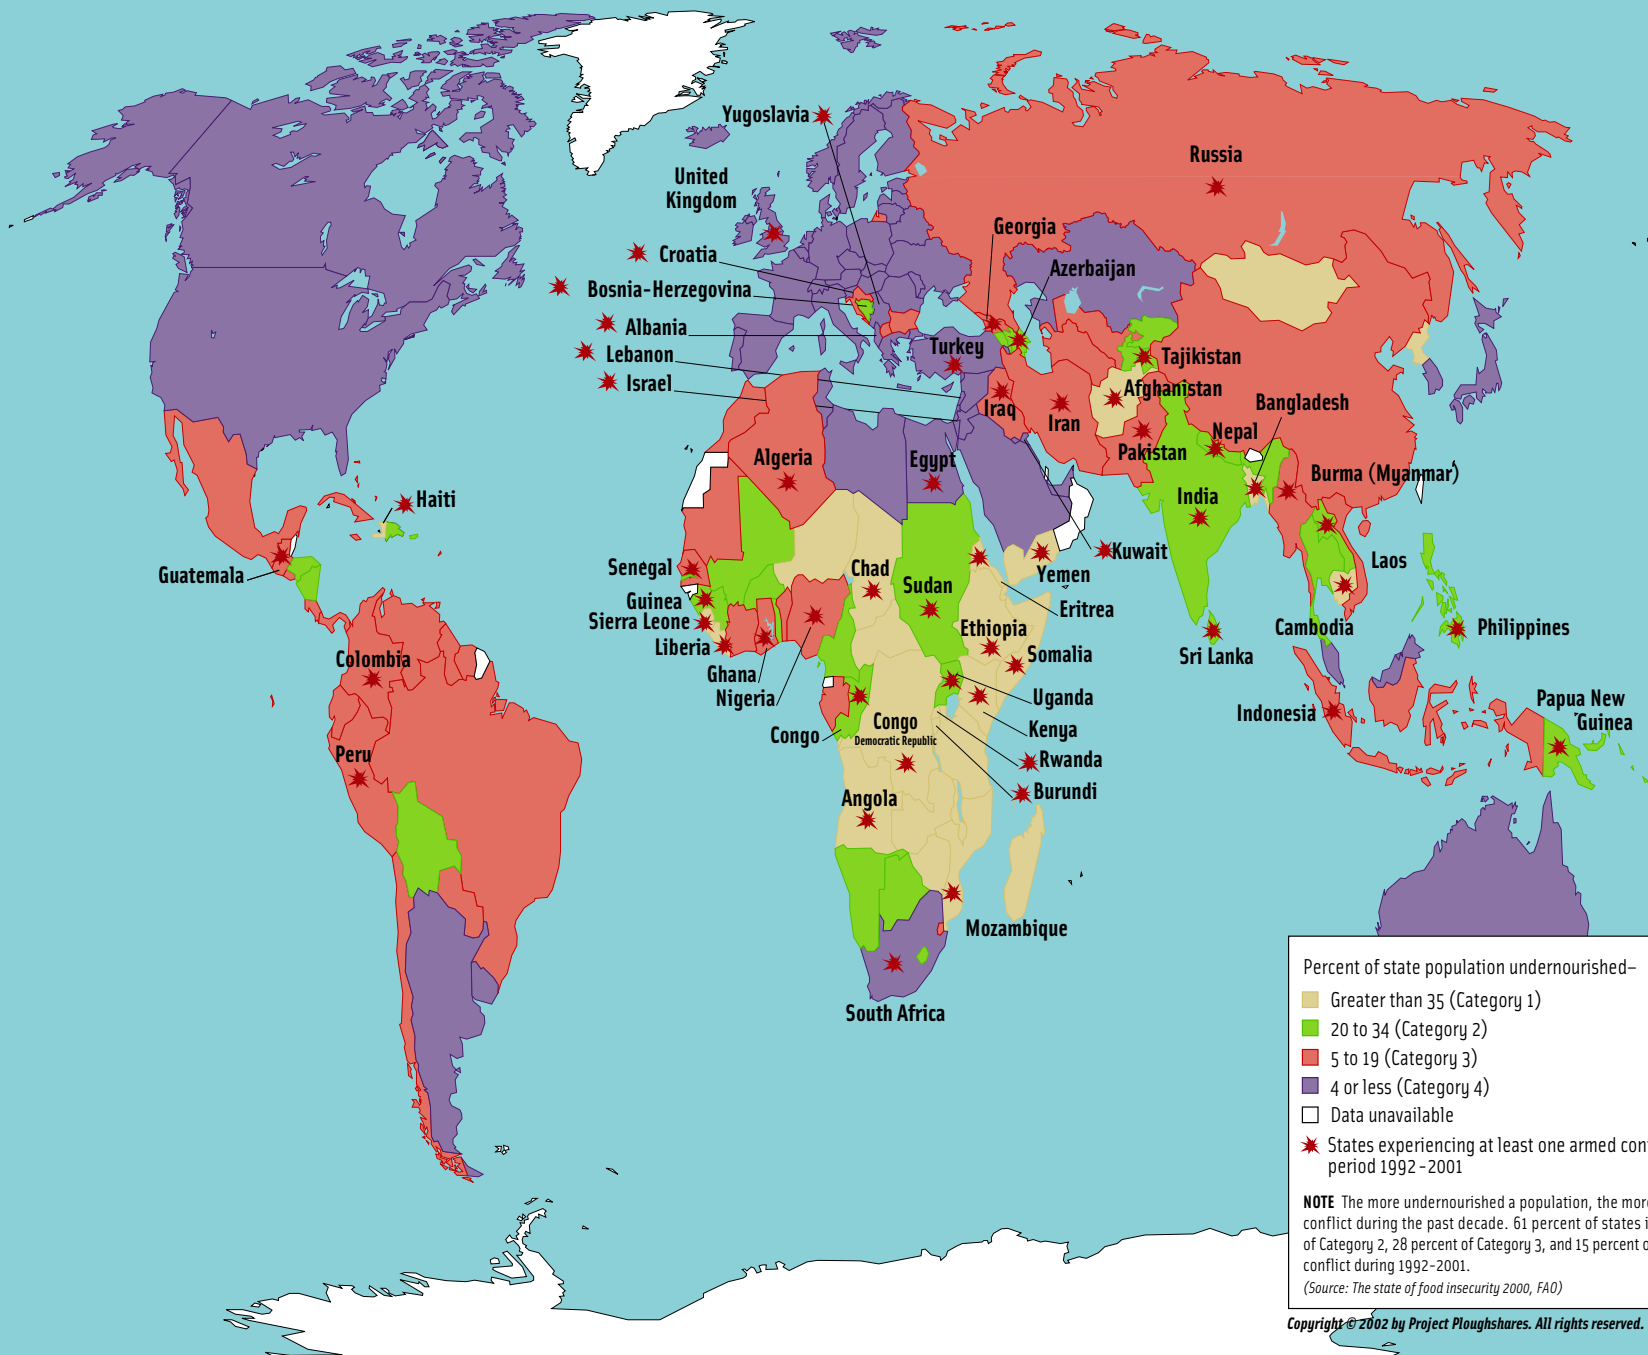 Yugoslavia
Russia
United
Kingdom
Georgia
Croatia
Azerbaijan
Bosnia-Herzegovina
Albania
Turkey
Lebanon
Tajikistan
Israel
Afghanistan
Iraq
Iran
Bangladesh
Nepal
Pakistan
Algeria
Egypt
Burma (Myanmar)
Haiti
India
Kuwait
Guatemala
Senegal
Chad
Sudan
Yemen
Laos
Guinea
Eritrea
Sierra Leone
Ethiopia
Cambodia
Philippines
Liberia
Somalia
Sri Lanka
Colombia
Ghana
Nigeria
Uganda
Papua New
Guinea
Indonesia
Congo
Congo
Democratic Republic
Kenya
Peru
Rwanda
Burundi
Angola
Mozambique
South Africa
Percent of state population undernourished–
Greater than 35 (Category 1)
20 to 34 (Category 2)
5 to 19 (Category 3)
4 or less (Category 4)
Data unavailable
States experiencing at least one armed
period 1992-2001
NOTE The more undernourished a population, the
conflict during the past decade. 61 percent of states
of Category 2, 28 percent of Category 3, and 15 percent
conflict during 1992-2001.
(Source: The state of food insecurity 2000, FAO)
Copyright © 2002 by Project Ploughshares. All rights reserved.